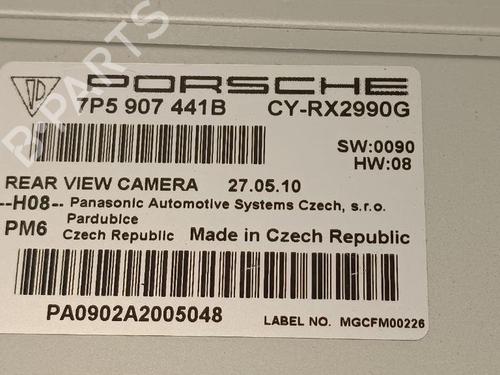 PORSCHE
7P5 907 441B CY-RX2990G
SW:0090
HW:08
REAR VIEW CAMERA 27.05.10
--H08-- Panasonic Automotive Systems Czech, s.r.o.
Pardubice
PM6 Czech Republic Made in Czech Republic
PA0902A2005048 LABEL NO. MGCFM00226
B-PARTS